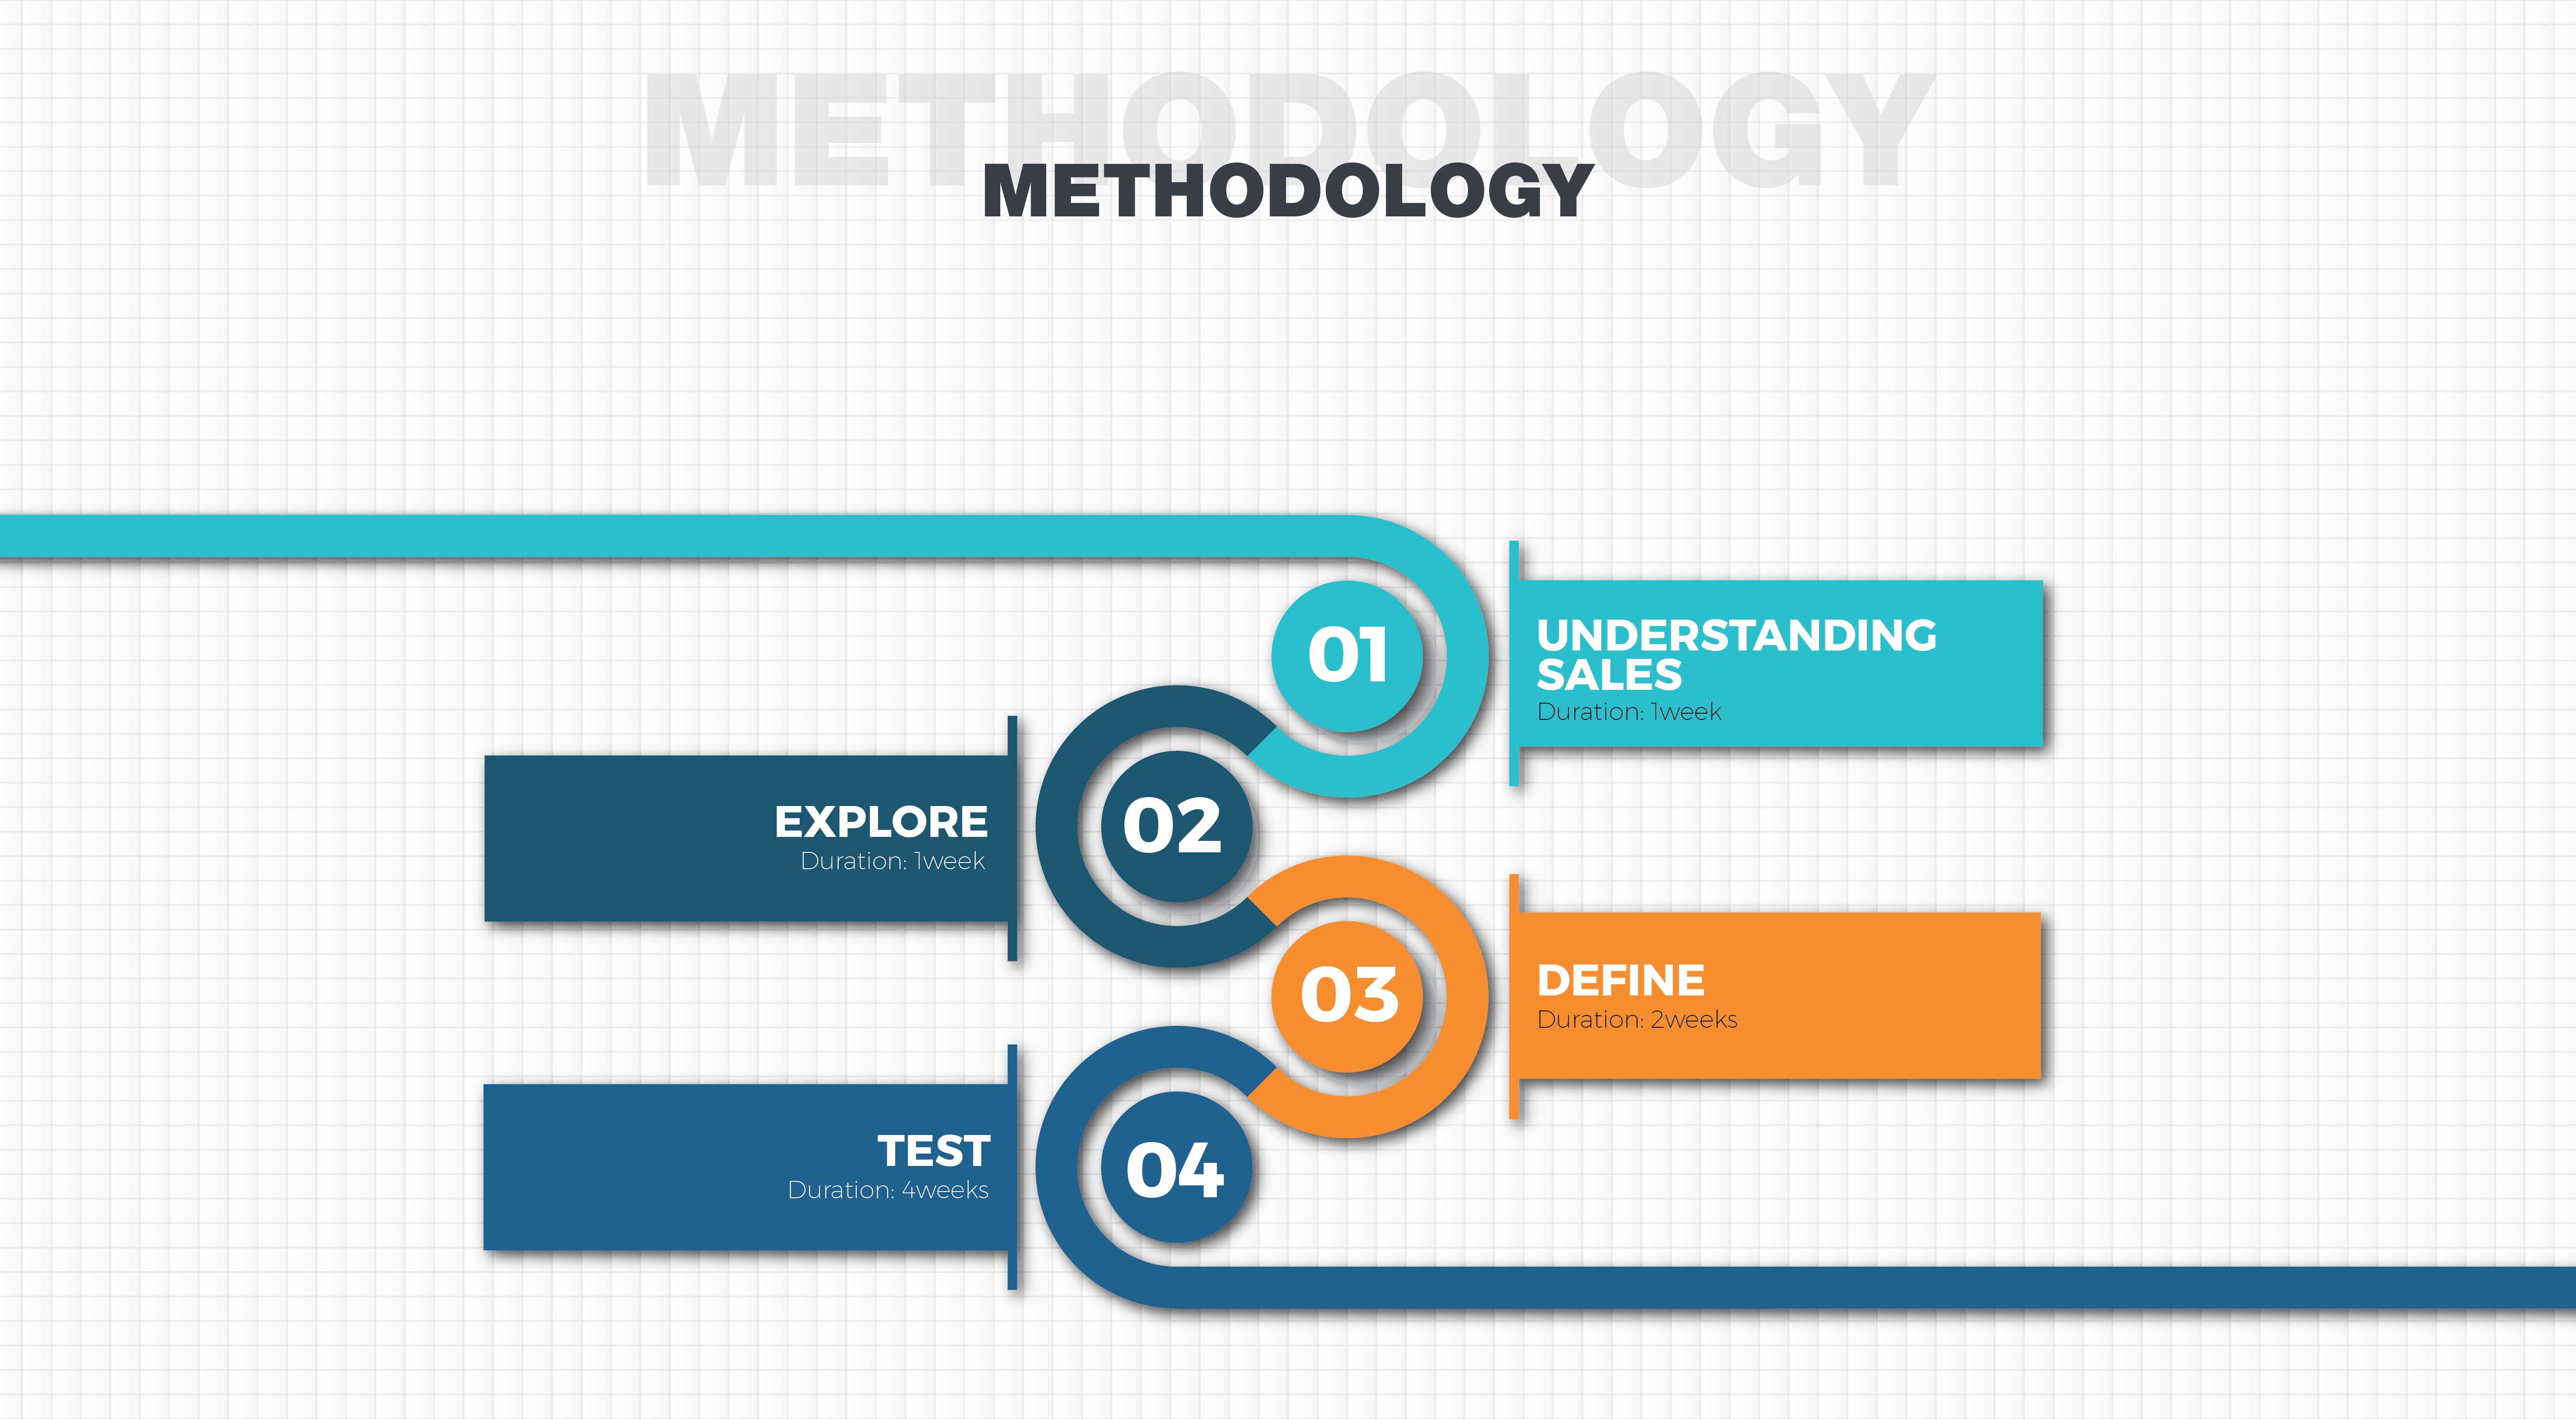 METHODOLOGY
METHODOLOGY
01
UNDERSTANDING
SALES
Duration: 1week
02
EXPLORE
Duration: 1week
03
DEFINE
Duration: 2weeks
04
TEST
Duration: 4weeks